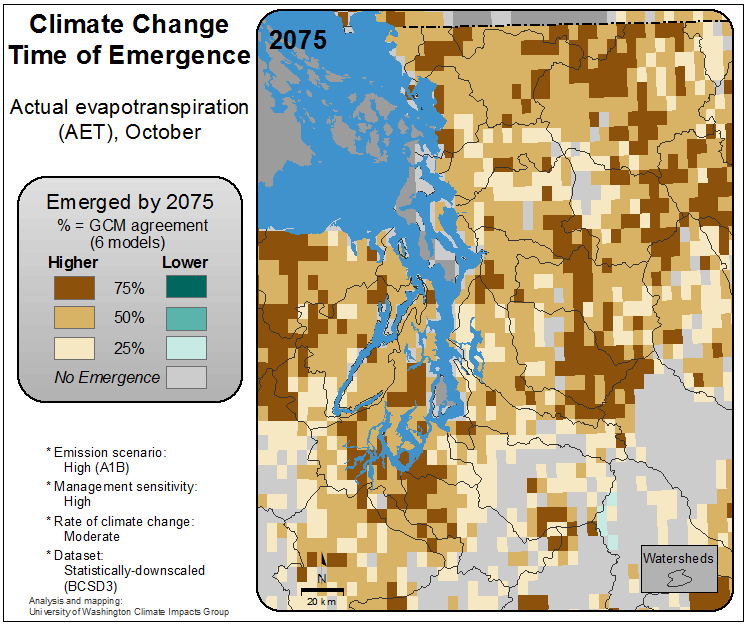 Climate Change
Time of Emergence
Actual evapotranspiration
(AET), October
Emerged by 2075
% = GCM agreement
(6 models)
Higher Lower
75%
50%
25%
No Emergence
* Emission scenario:
High (A1B)
* Management sensitivity:
High
* Rate of climate change:
Moderate
* Dataset:
Statistically-downscaled
(BCSD3)
Analysis and mapping:
University of Washington Climate Impacts Group
2075
N
20 km
Watersheds